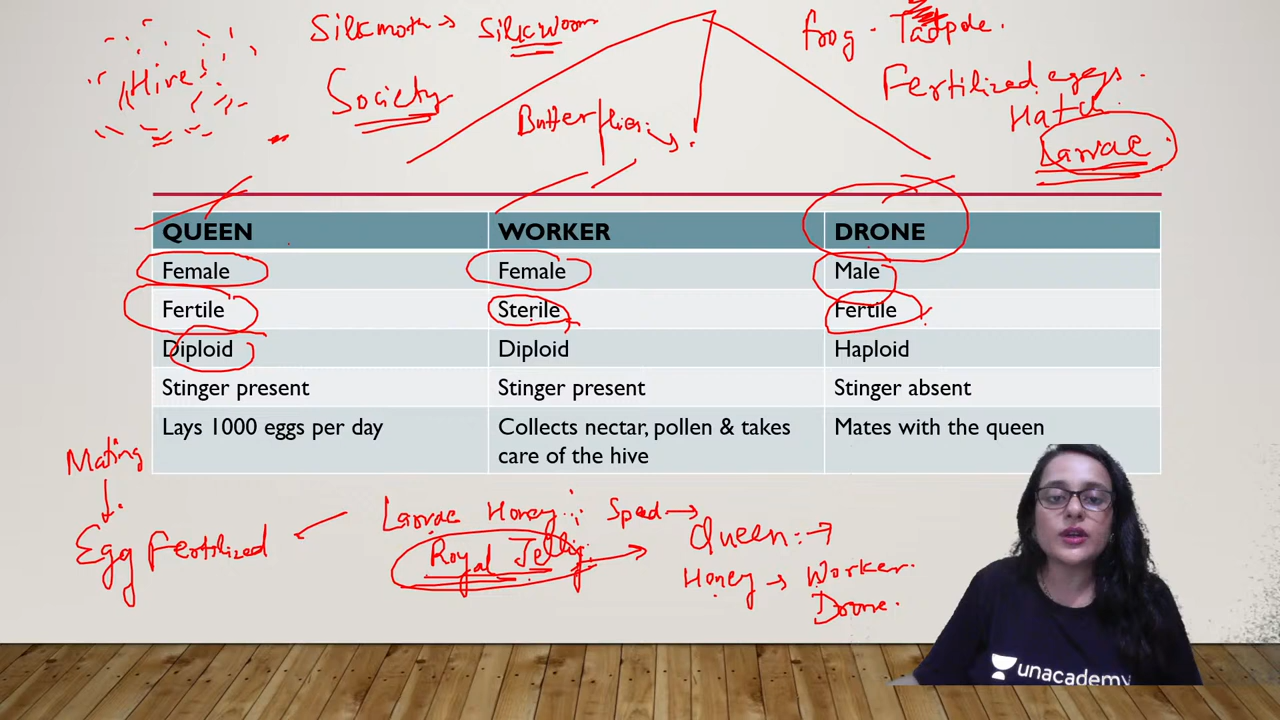 Silkmoth → Silkworm
frog - Tadpole.
Hive
Society
Fertilized eggs.
Hatch
Larvae
Butterflies
QUEEN WORKER DRONE
Female Female Male
Fertile Sterile Fertile
Diploid Diploid Haploid
Stinger present Stinger present Stinger absent
Lays 1000 eggs per day Collects nectar, pollen & takes Mates with the queen
care of the hive
Mating
Larvae Honey
Egg Fertilized
Royal Jelly
Queen
Honey → Worker.
Drone.
unacademy